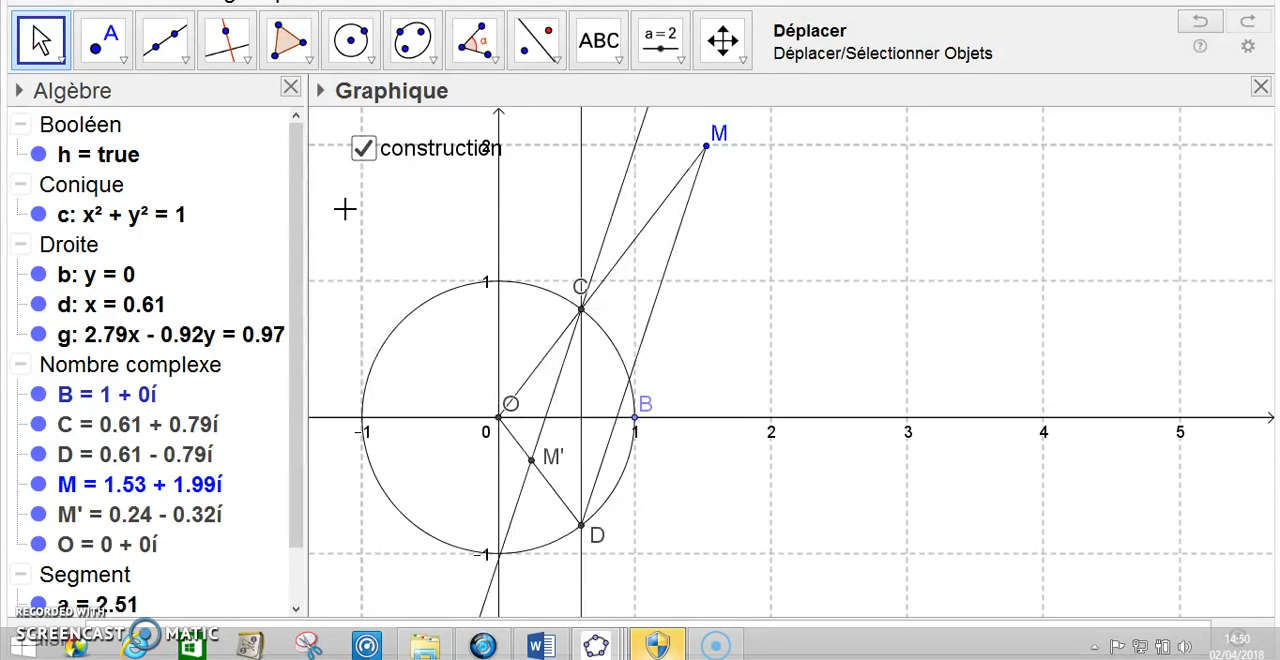 A
α
ABC
a=2
Déplacer
Déplacer/Sélectionner Objets
Algèbre
Graphique
Booléen
h = true
Conique
c: x² + y² = 1
Droite
b: y = 0
d: x = 0.61
g: 2.79x - 0.92y = 0.97
Nombre complexe
B = 1 + 0í
C = 0.61 + 0.79í
D = 0.61 - 0.79í
M = 1.53 + 1.99í
M' = 0.24 - 0.32í
O = 0 + 0í
Segment
a = 2.51
construction
2
M
1
C
O
B
-1
0
1
2
3
4
5
M'
D
-1
RECORDED WITH
SCREENCAST MATIC
14:50
02/04/2018